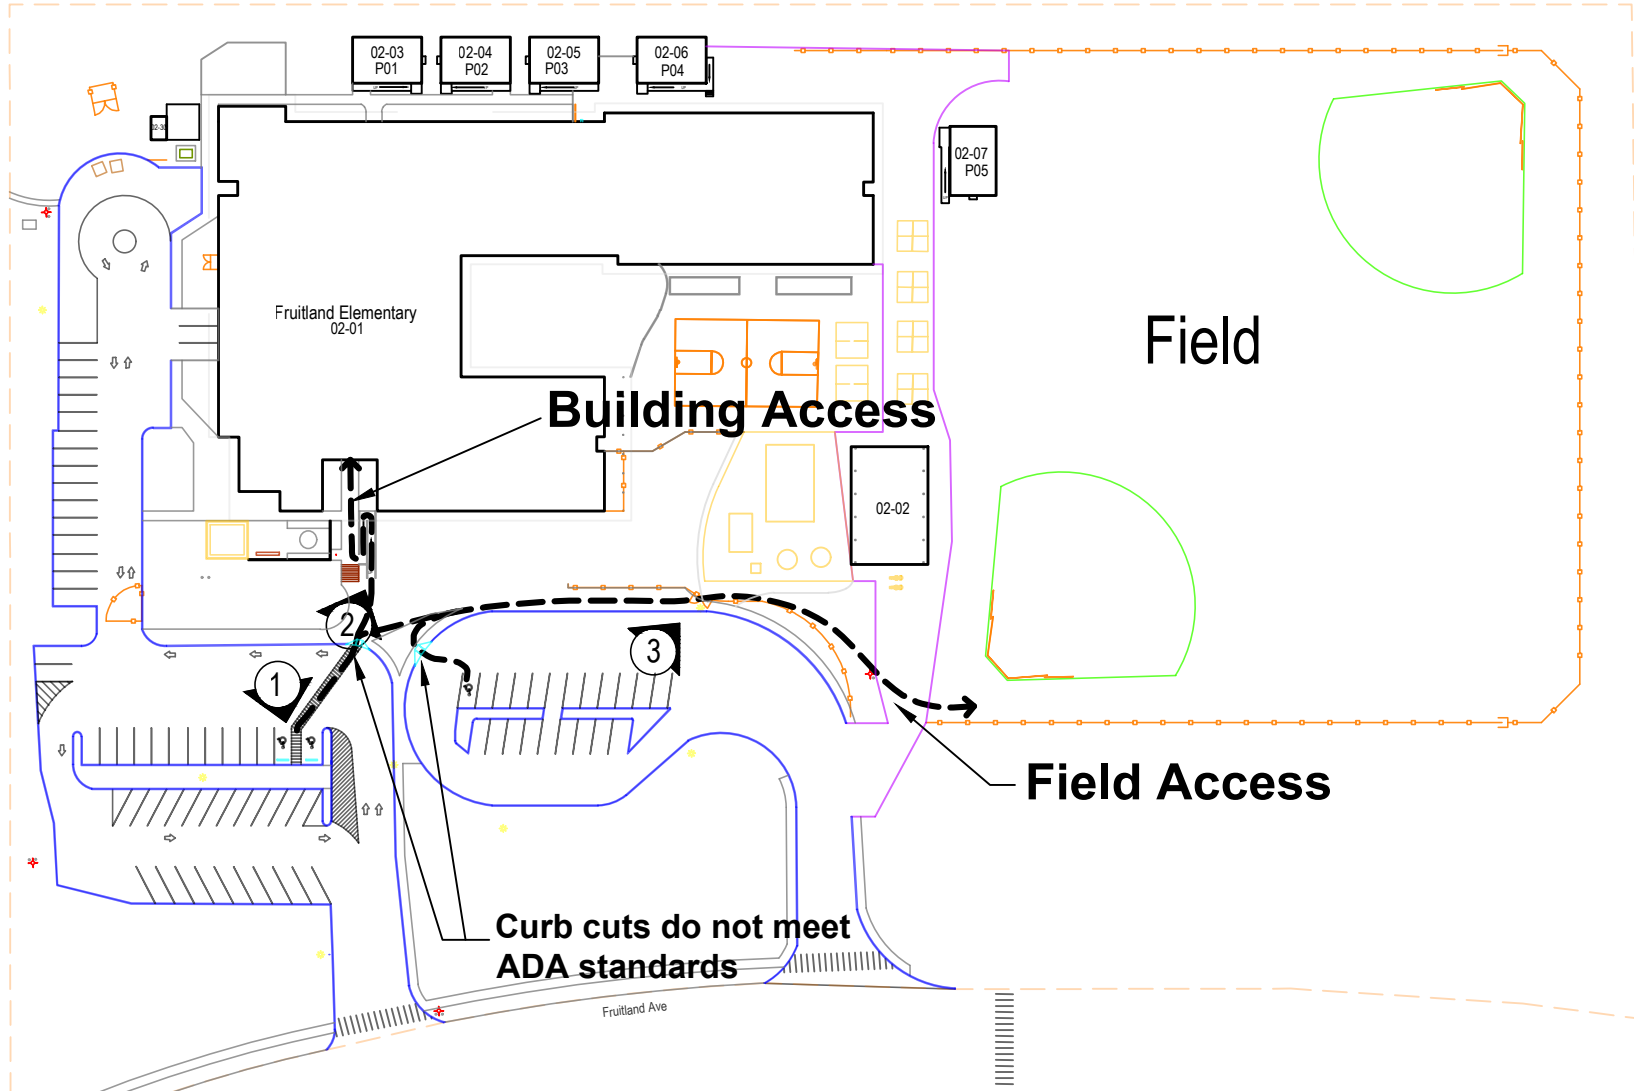 02-03
P01
02-04
P02
02-05
P03
02-06
P04
02-07
P05
Fruitland Elementary
02-01
Field
Building Access
02-02
2
3
1
Field Access
Curb cuts do not meet
ADA standards
Fruitland Ave